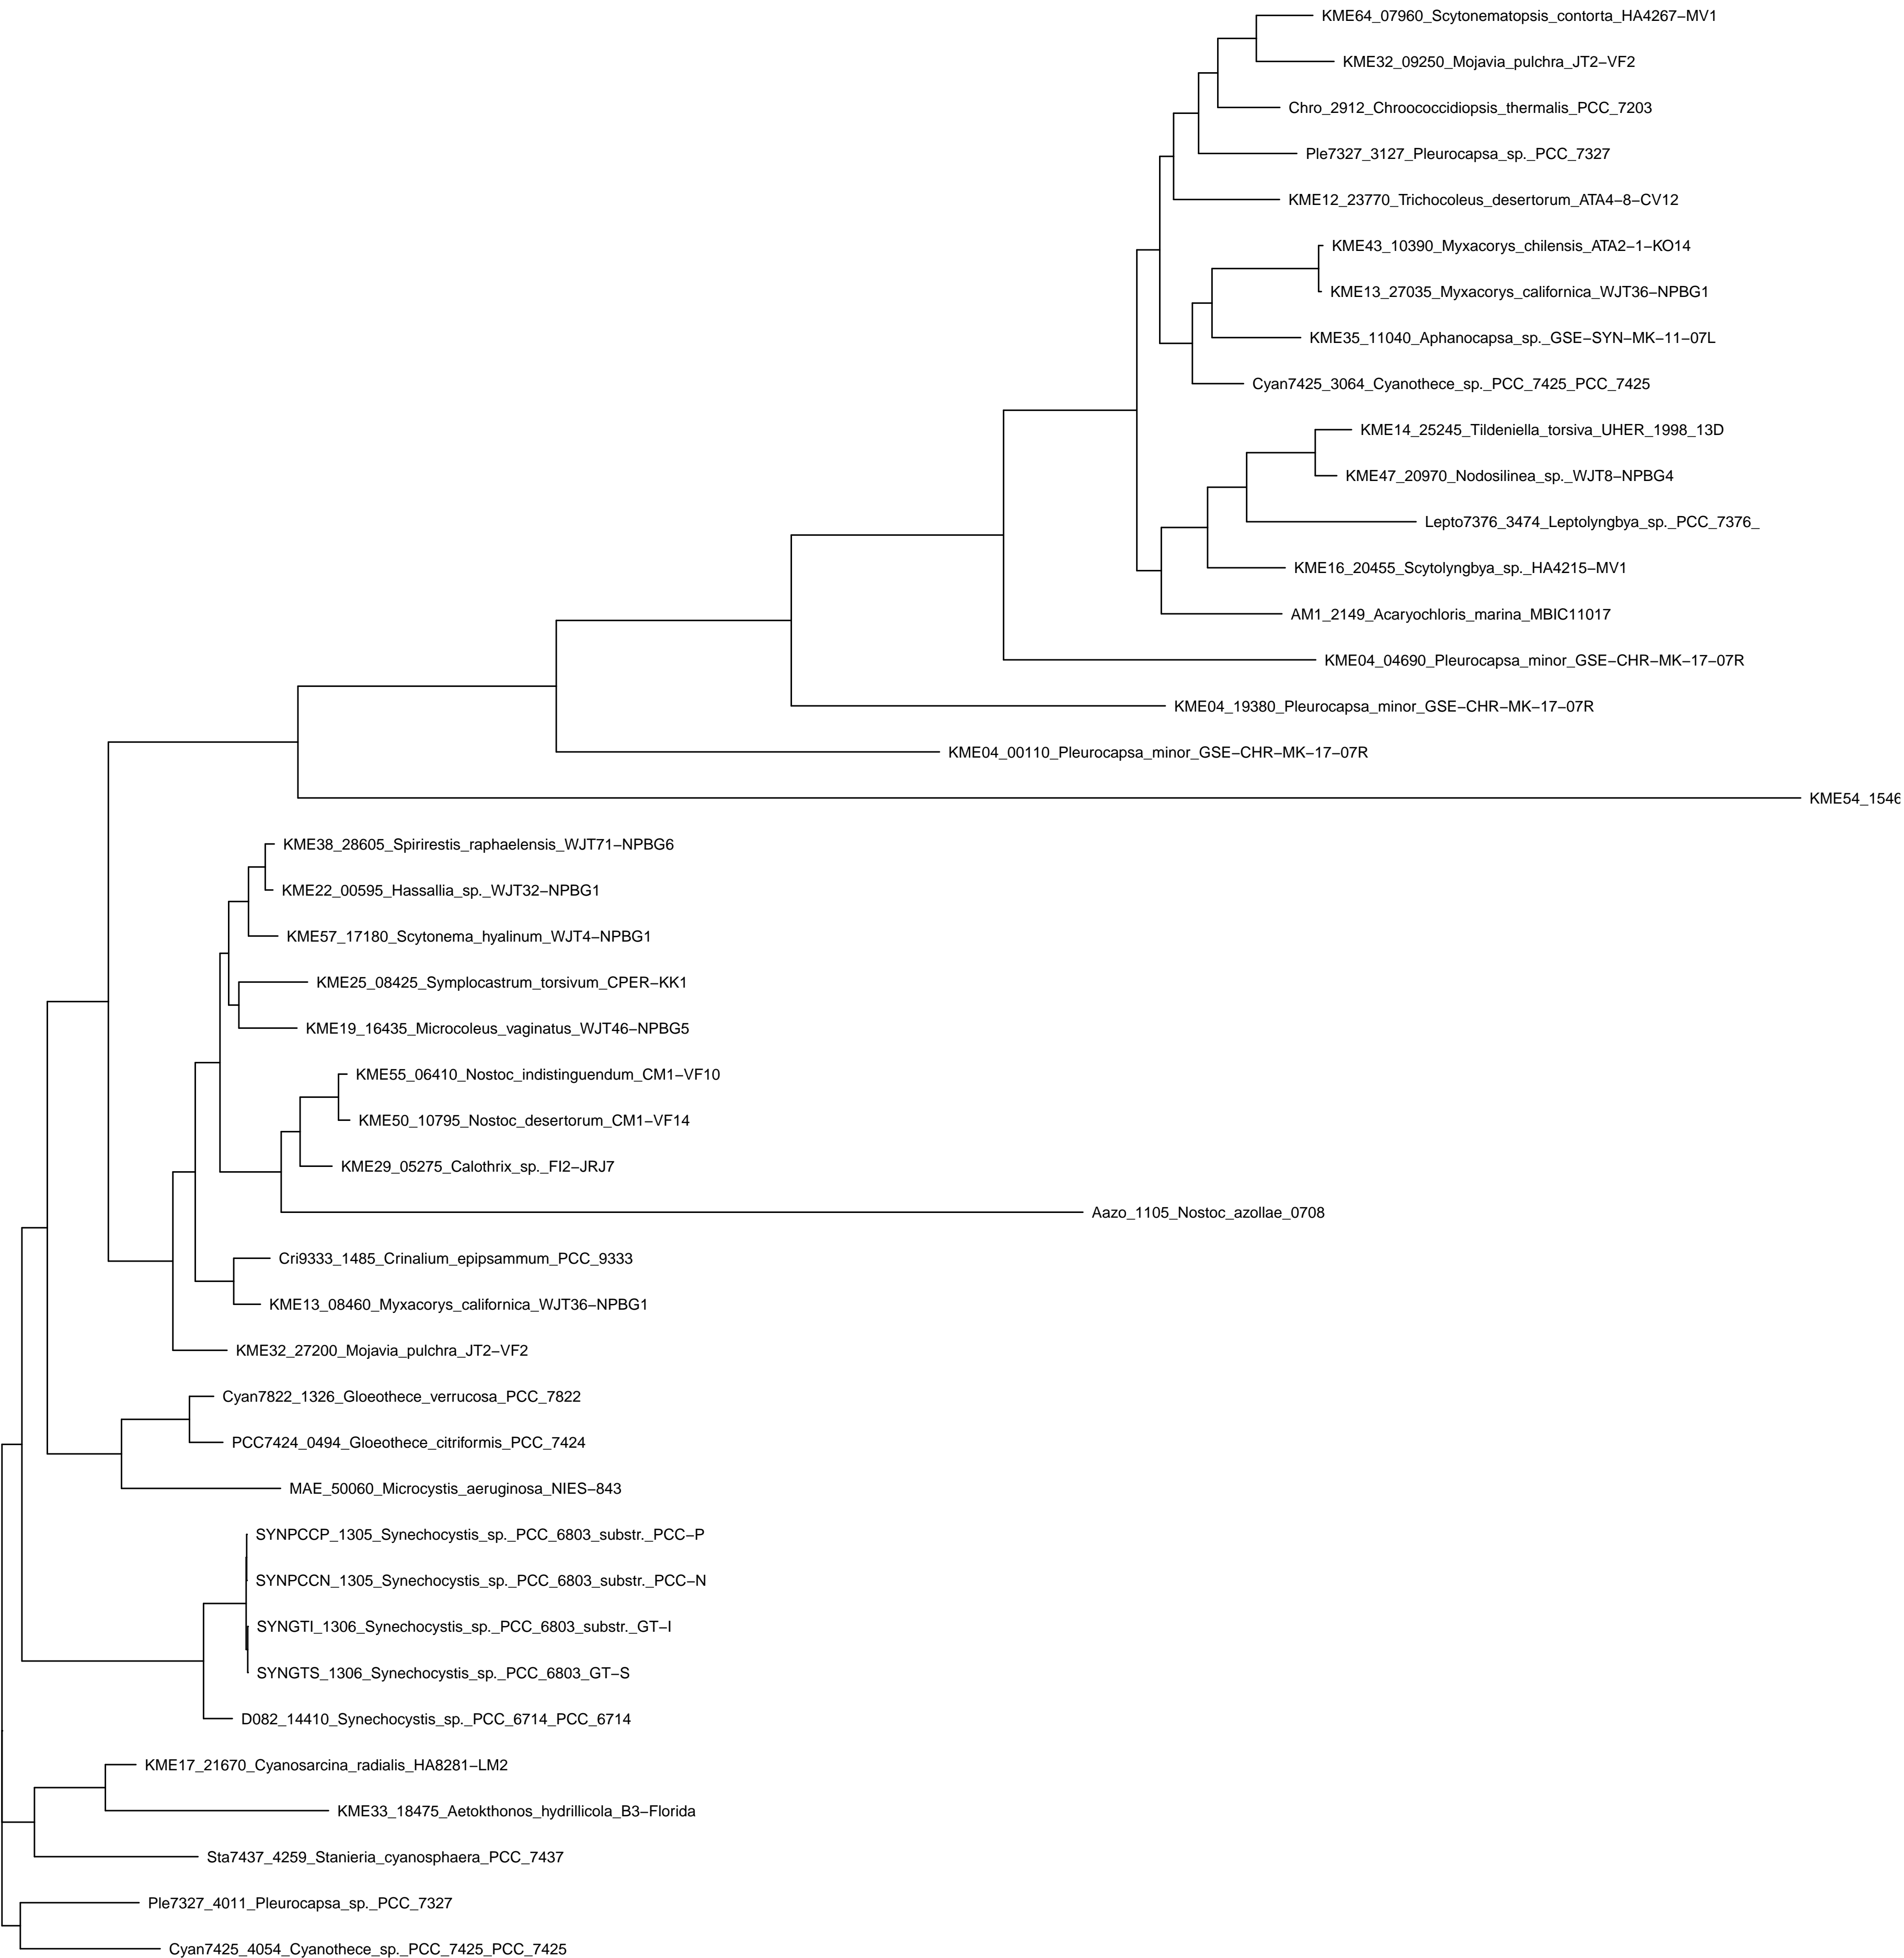 KME64_07960_Scytonematopsis_contorta_HA4267−MV1
KME32_09250_Mojavia_pulchra_JT2−VF2
Chro_2912_Chroococcidiopsis_thermalis_PCC_7203
Ple7327_3127_Pleurocapsa_sp._PCC_7327
KME12_23770_Trichocoleus_desertorum_ATA4−8−CV12
KME43_10390_Myxacorys_chilensis_ATA2−1−KO14
KME13_27035_Myxacorys_californica_WJT36−NPBG1
KME35_11040_Aphanocapsa_sp._GSE−SYN−MK−11−07L
Cyan7425_3064_Cyanothece_sp._PCC_7425_PCC_7425
KME14_25245_Tildeniella_torsiva_UHER_1998_13D
KME47_20970_Nodosilinea_sp._WJT8−NPBG4
Lepto7376_3474_Leptolyngbya_sp._PCC_7376_
KME16_20455_Scytolyngbya_sp._HA4215−MV1
AM1_2149_Acaryochloris_marina_MBIC11017
KME04_04690_Pleurocapsa_minor_GSE−CHR−MK−17−07R
KME04_19380_Pleurocapsa_minor_GSE−CHR−MK−17−07R
KME04_00110_Pleurocapsa_minor_GSE−CHR−MK−17−07R
KME54_1546
KME38_28605_Spirirestis_raphaelensis_WJT71−NPBG6
KME22_00595_Hassallia_sp._WJT32−NPBG1
KME57_17180_Scytonema_hyalinum_WJT4−NPBG1
KME25_08425_Symplocastrum_torsivum_CPER−KK1
KME19_16435_Microcoleus_vaginatus_WJT46−NPBG5
KME55_06410_Nostoc_indistinguendum_CM1−VF10
KME50_10795_Nostoc_desertorum_CM1−VF14
KME29_05275_Calothrix_sp._FI2−JRJ7
Aazo_1105_Nostoc_azollae_0708
Cri9333_1485_Crinalium_epipsammum_PCC_9333
KME13_08460_Myxacorys_californica_WJT36−NPBG1
KME32_27200_Mojavia_pulchra_JT2−VF2
Cyan7822_1326_Gloeothece_verrucosa_PCC_7822
PCC7424_0494_Gloeothece_citriformis_PCC_7424
MAE_50060_Microcystis_aeruginosa_NIES−843
SYNPCCP_1305_Synechocystis_sp._PCC_6803_substr._PCC−P
SYNPCCN_1305_Synechocystis_sp._PCC_6803_substr._PCC−N
SYNGTI_1306_Synechocystis_sp._PCC_6803_substr._GT−I
SYNGTS_1306_Synechocystis_sp._PCC_6803_GT−S
D082_14410_Synechocystis_sp._PCC_6714_PCC_6714
KME17_21670_Cyanosarcina_radialis_HA8281−LM2
KME33_18475_Aetokthonos_hydrillicola_B3−Florida
Sta7437_4259_Stanieria_cyanosphaera_PCC_7437
Ple7327_4011_Pleurocapsa_sp._PCC_7327
Cyan7425_4054_Cyanothece_sp._PCC_7425_PCC_7425